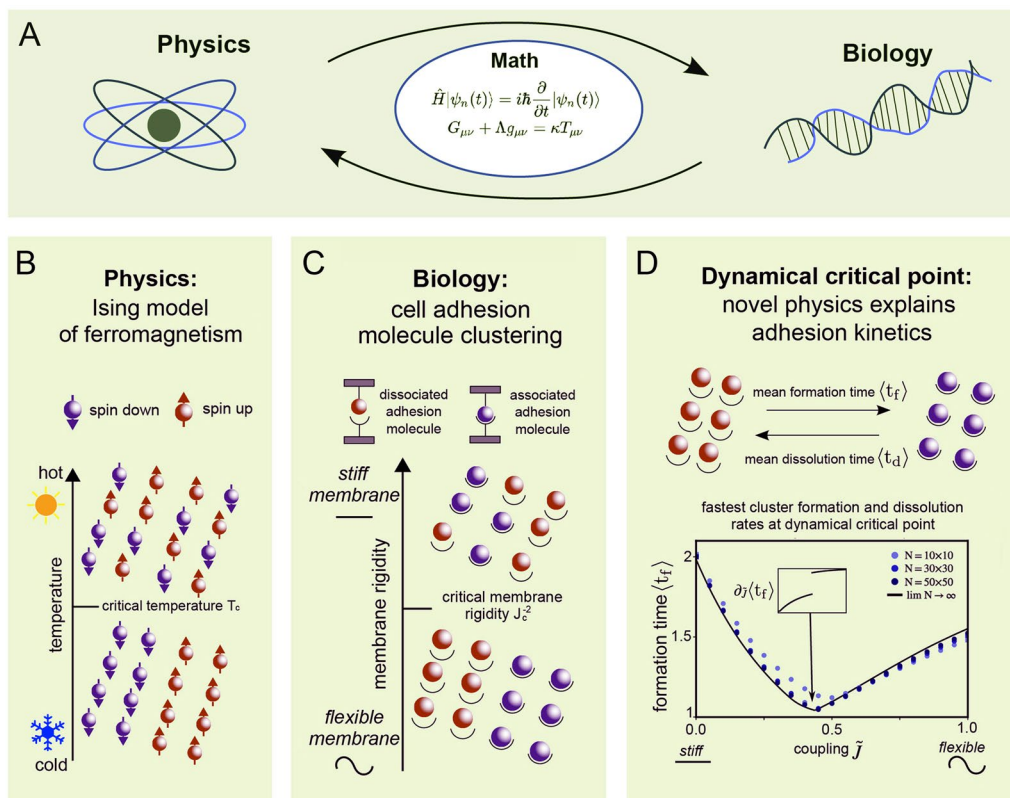 A
Physics
Math
Biology
Ĥ|ψₙ(t)⟩ = iħ ∂/∂t |ψₙ(t)⟩
Gμν + Λgμν = κTμν
B
Physics:
Ising model
of ferromagnetism
spin down
spin up
hot
temperature
critical temperature Tc
cold
C
Biology:
cell adhesion
molecule clustering
dissociated
adhesion
molecule
associated
adhesion
molecule
stiff
membrane
membrane rigidity
critical membrane
rigidity J̃c⁻²
flexible
membrane
D
Dynamical critical point:
novel physics explains
adhesion kinetics
mean formation time ⟨tf⟩
mean dissolution time ⟨td⟩
fastest cluster formation and dissolution
rates at dynamical critical point
formation time ⟨tf⟩
2
1.5
1
N = 10×10
N = 30×30
N = 50×50
lim N → ∞
∂J̃⟨tf⟩
0.0
0.5
1.0
stiff
coupling J̃
flexible